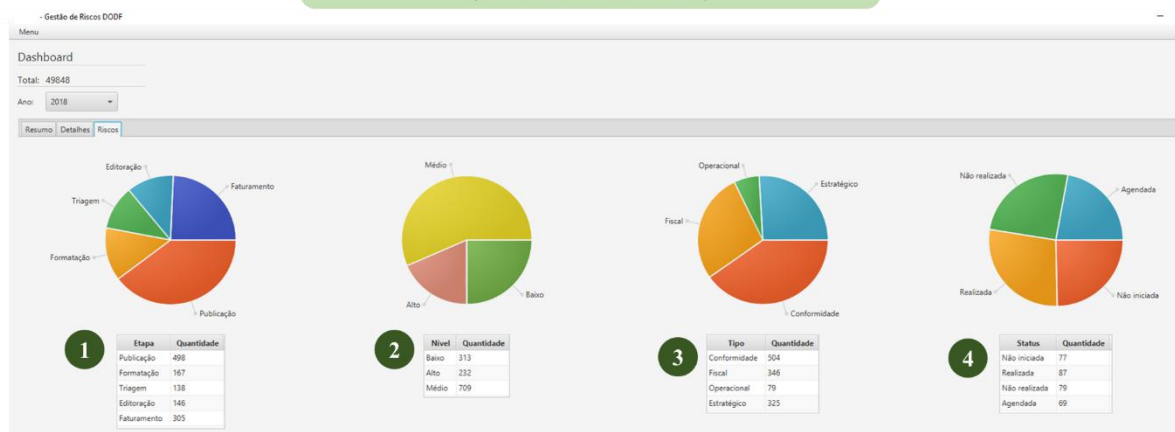 - Gestão de Riscos DODF
Menu
Dashboard
Total: 49848
Ano: 2018
Resumo Detalhes Riscos
Editoração
Faturamento
Triagem
Formatação
Publicação
Médio
Alto
Baixo
Operacional
Estratégico
Fiscal
Conformidade
Não realizada
Agendada
Realizada
Não iniciada
1
Etapa Quantidade
Publicação 498
Formatação 167
Triagem 138
Editoração 146
Faturamento 305
2
Nível Quantidade
Baixo 313
Alto 232
Médio 709
3
Tipo Quantidade
Conformidade 504
Fiscal 346
Operacional 79
Estratégico 325
4
Status Quantidade
Não iniciada 77
Realizada 87
Não realizada 79
Agendada 69